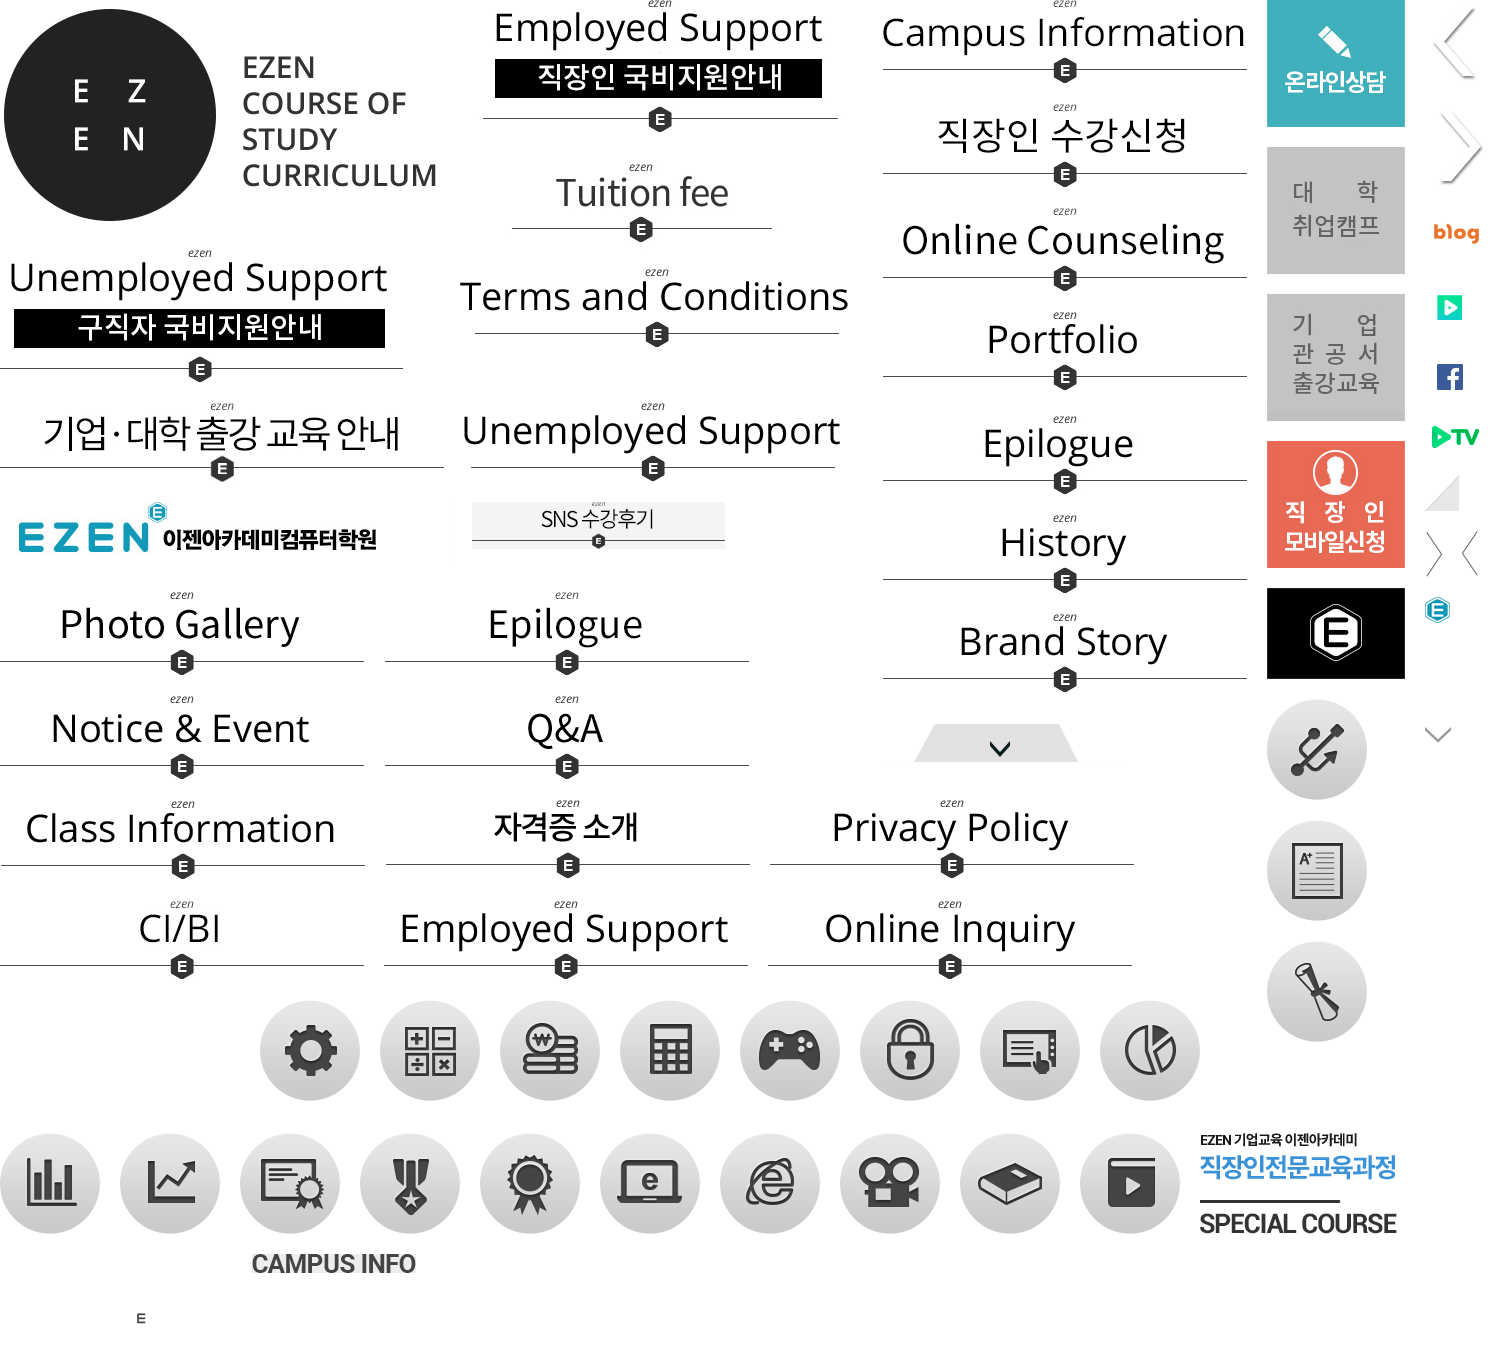 E Z
E N
EZEN
COURSE OF
STUDY
CURRICULUM
ezen
Unemployed Support
구직자 국비지원안내
E
ezen
기업·대학 출강 교육 안내
E
EZEN E
이젠아카데미컴퓨터학원
ezen
Employed Support
직장인 국비지원안내
E
ezen
Tuition fee
E
ezen
Terms and Conditions
E
ezen
Unemployed Support
E
ezen
SNS 수강후기
E
ezen
Campus Information
E
ezen
직장인 수강신청
E
ezen
Online Counseling
E
ezen
Portfolio
E
ezen
Epilogue
E
ezen
History
E
ezen
Brand Story
E
온라인상담
대 학
취업캠프
기 업
관 공 서
출강교육
직 장 인
모바일신청
E
blog
f
TV
E
ezen
Photo Gallery
E
ezen
Epilogue
E
ezen
Notice & Event
E
ezen
Q&A
E
ezen
Class Information
E
ezen
자격증 소개
E
ezen
Privacy Policy
E
ezen
CI/BI
E
ezen
Employed Support
E
ezen
Online Inquiry
E
A+
₩
e
e
EZEN 기업교육 이젠아카데미
직장인전문교육과정
SPECIAL COURSE
CAMPUS INFO
E